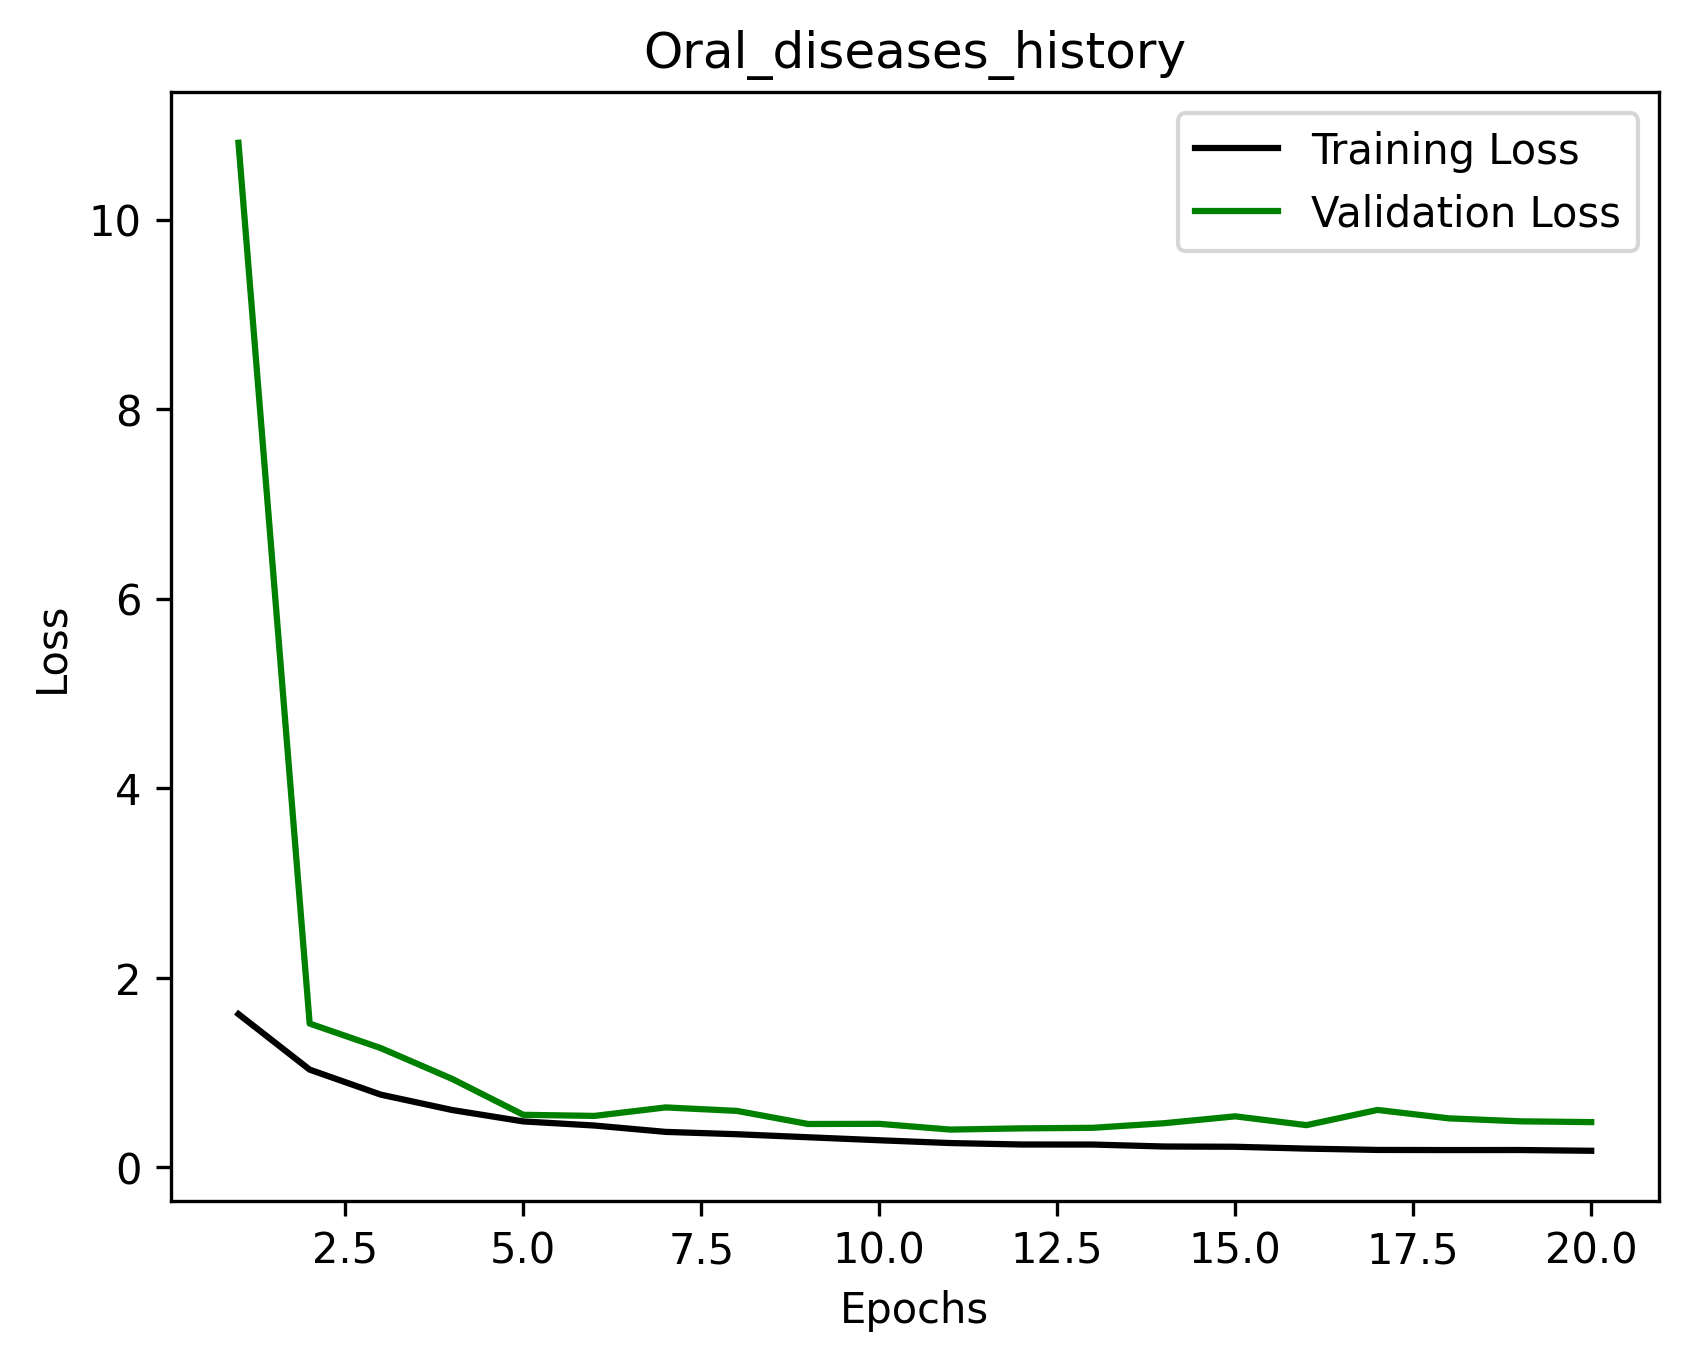 Oral_diseases_history
Training Loss
Validation Loss
10
8
6
4
2
0
Loss
2.5 5.0 7.5 10.0 12.5 15.0 17.5 20.0
Epochs